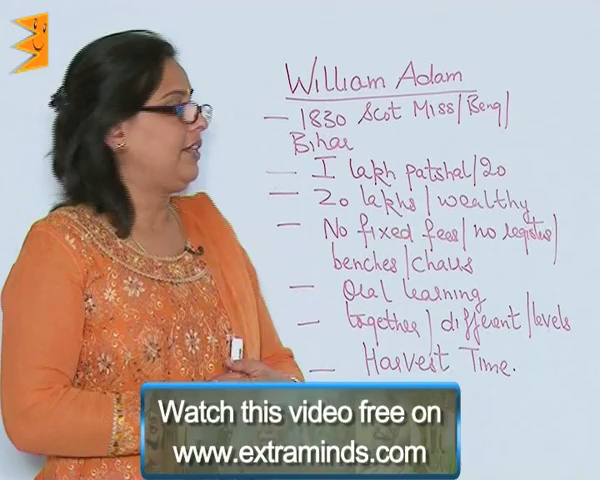 William Adam
– 1830 Scot Miss/Beng/
Bihar
– 1 lakh patshal/20
– 20 lakhs/wealthy
– No fixed fees/no register/
benches/chairs
– Oral learning
– together/different/levels
– Harvest Time.
Watch this video free on
www.extraminds.com